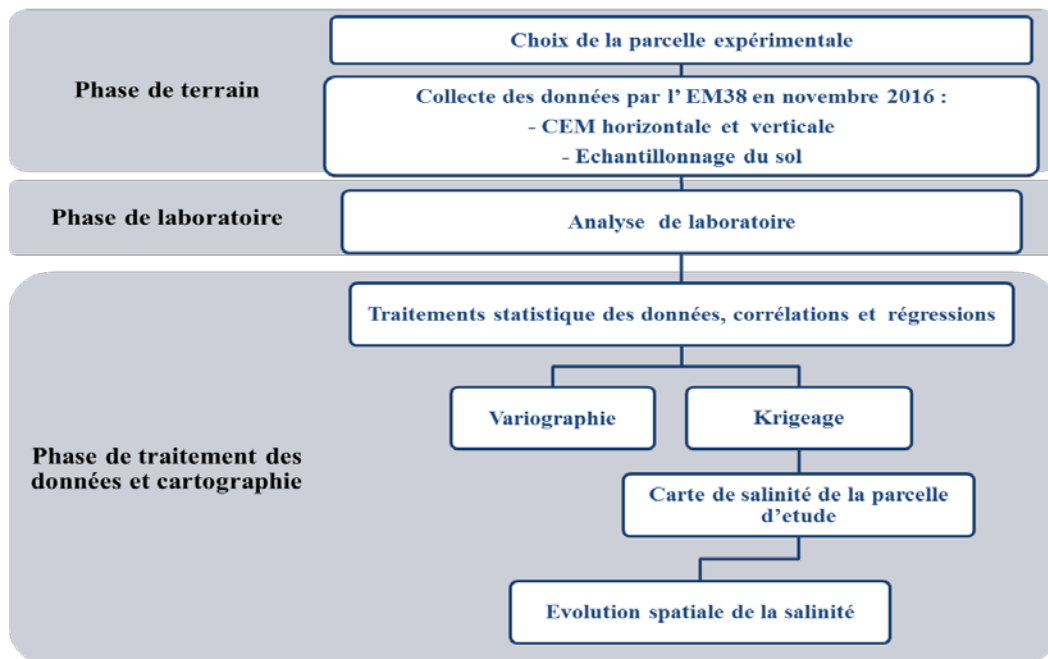 Choix de la parcelle expérimentale
Phase de terrain
Collecte des données par l' EM38 en novembre 2016 :
- CEM horizontale et verticale
- Echantillonnage du sol
Phase de laboratoire
Analyse de laboratoire
Traitements statistique des données, corrélations et régressions
Variographie
Krigeage
Phase de traitement des
données et cartographie
Carte de salinité de la parcelle
d'etude
Evolution spatiale de la salinité